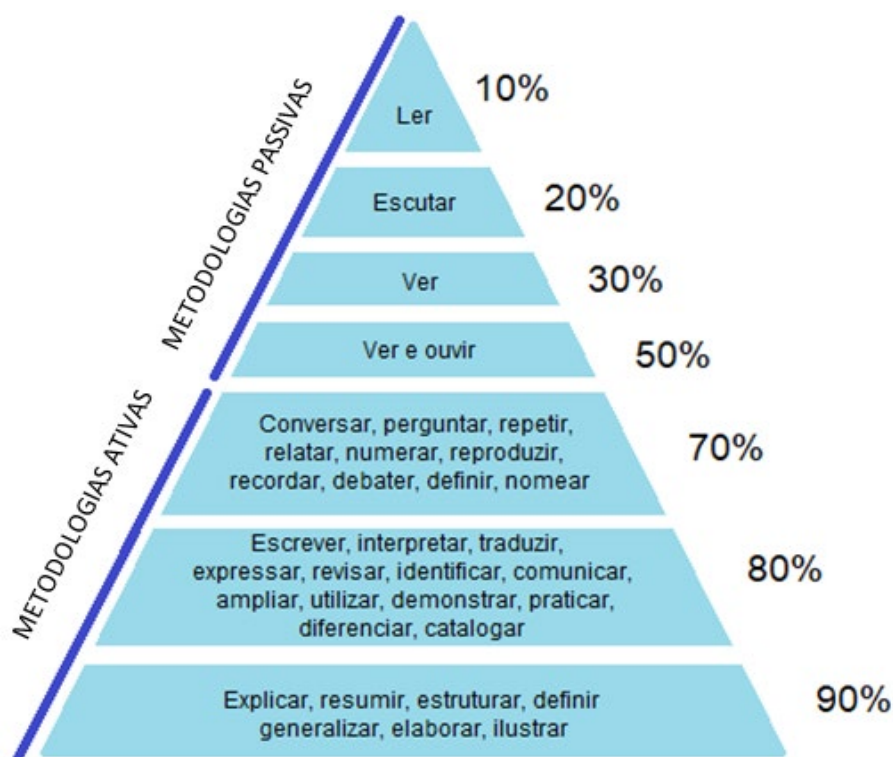 METODOLOGIAS PASSIVAS
METODOLOGIAS ATIVAS
Ler
10%
Escutar
20%
Ver
30%
Ver e ouvir
50%
Conversar, perguntar, repetir,
relatar, numerar, reproduzir,
recordar, debater, definir, nomear
70%
Escrever, interpretar, traduzir,
expressar, revisar, identificar, comunicar,
ampliar, utilizar, demonstrar, praticar,
diferenciar, catalogar
80%
Explicar, resumir, estruturar, definir
generalizar, elaborar, ilustrar
90%